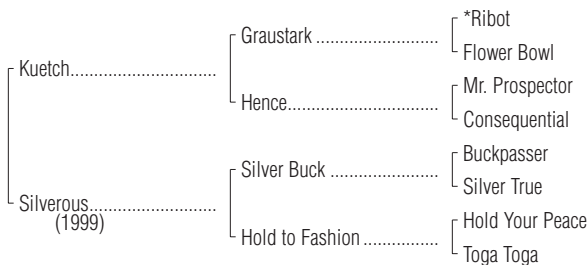 *Ribot
Graustark
Flower Bowl
Kuetch
Mr. Prospector
Hence
Consequential
Buckpasser
Silver Buck
Silver True
Silverous
(1999)
Hold Your Peace
Hold to Fashion
Toga Toga